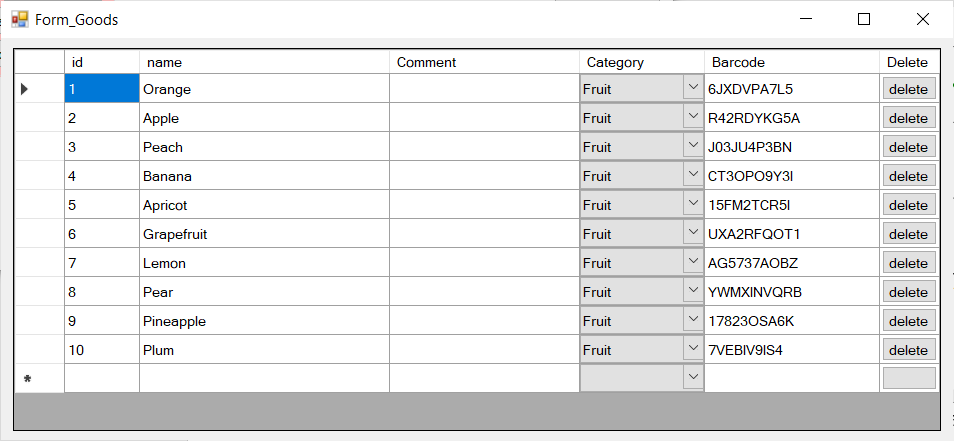 Form_Goods
id name Comment Category Barcode Delete
1 Orange Fruit 6JXDVPA7L5 delete
2 Apple Fruit R42RDYKG5A delete
3 Peach Fruit J03JU4P3BN delete
4 Banana Fruit CT3OPO9Y3I delete
5 Apricot Fruit 15FM2TCR5I delete
6 Grapefruit Fruit UXA2RFQOT1 delete
7 Lemon Fruit AG5737AOBZ delete
8 Pear Fruit YWMXINVQRB delete
9 Pineapple Fruit 17823OSA6K delete
10 Plum Fruit 7VEBIV9IS4 delete
*